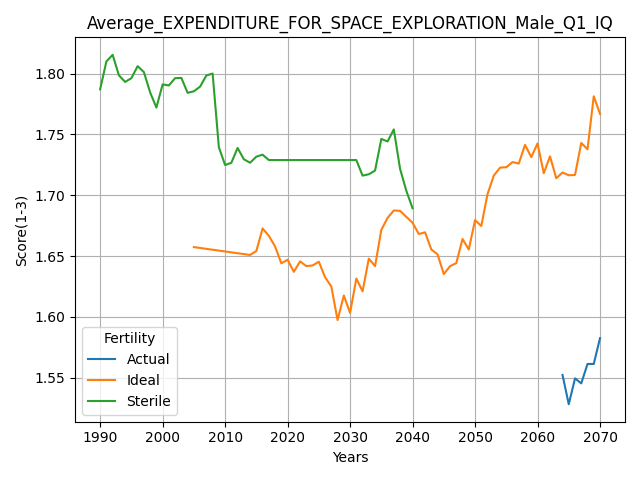 Average_EXPENDITURE_FOR_SPACE_EXPLORATION_Male_Q1_IQ
Score(1-3)
1.80
1.75
1.70
1.65
1.60
1.55
Fertility
Actual
Ideal
Sterile
1990 2000 2010 2020 2030 2040 2050 2060 2070
Years